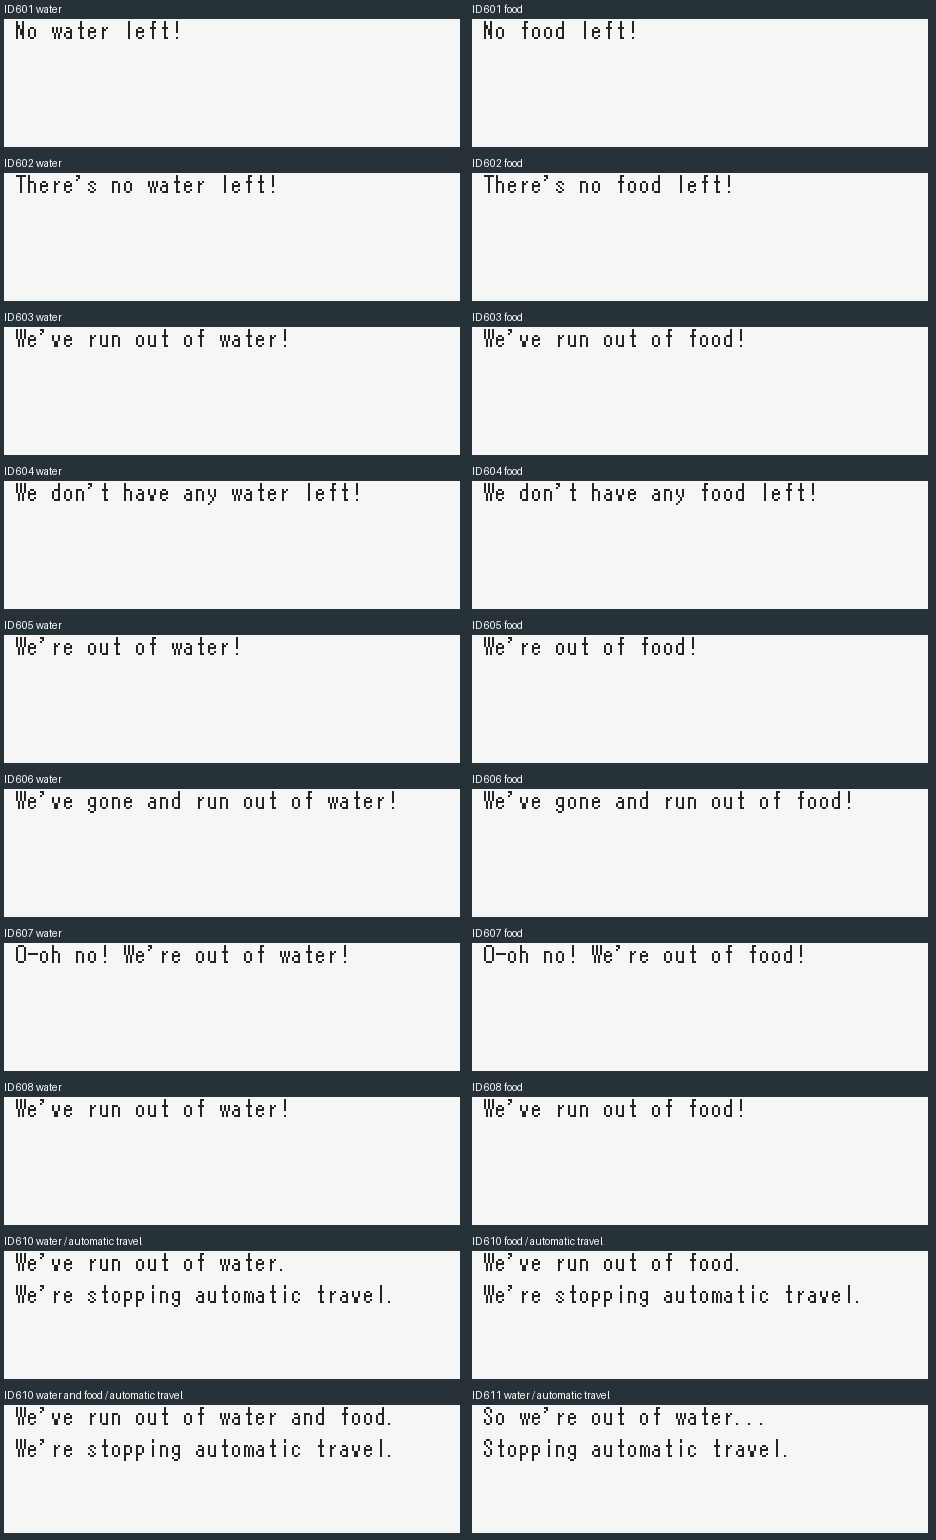 ID601 water
No water left!
ID601 food
No food left!
ID602 water
There's no water left!
ID602 food
There's no food left!
ID603 water
We've run out of water!
ID603 food
We've run out of food!
ID604 water
We don't have any water left!
ID604 food
We don't have any food left!
ID605 water
We're out of water!
ID605 food
We're out of food!
ID606 water
We've gone and run out of water!
ID606 food
We've gone and run out of food!
ID607 water
O-oh no! We're out of water!
ID607 food
O-oh no! We're out of food!
ID608 water
We've run out of water!
ID608 food
We've run out of food!
ID610 water / automatic travel
We've run out of water.
We're stopping automatic travel.
ID610 food / automatic travel
We've run out of food.
We're stopping automatic travel.
ID610 water and food / automatic travel
We've run out of water and food.
We're stopping automatic travel.
ID611 water / automatic travel
So we're out of water...
Stopping automatic travel.